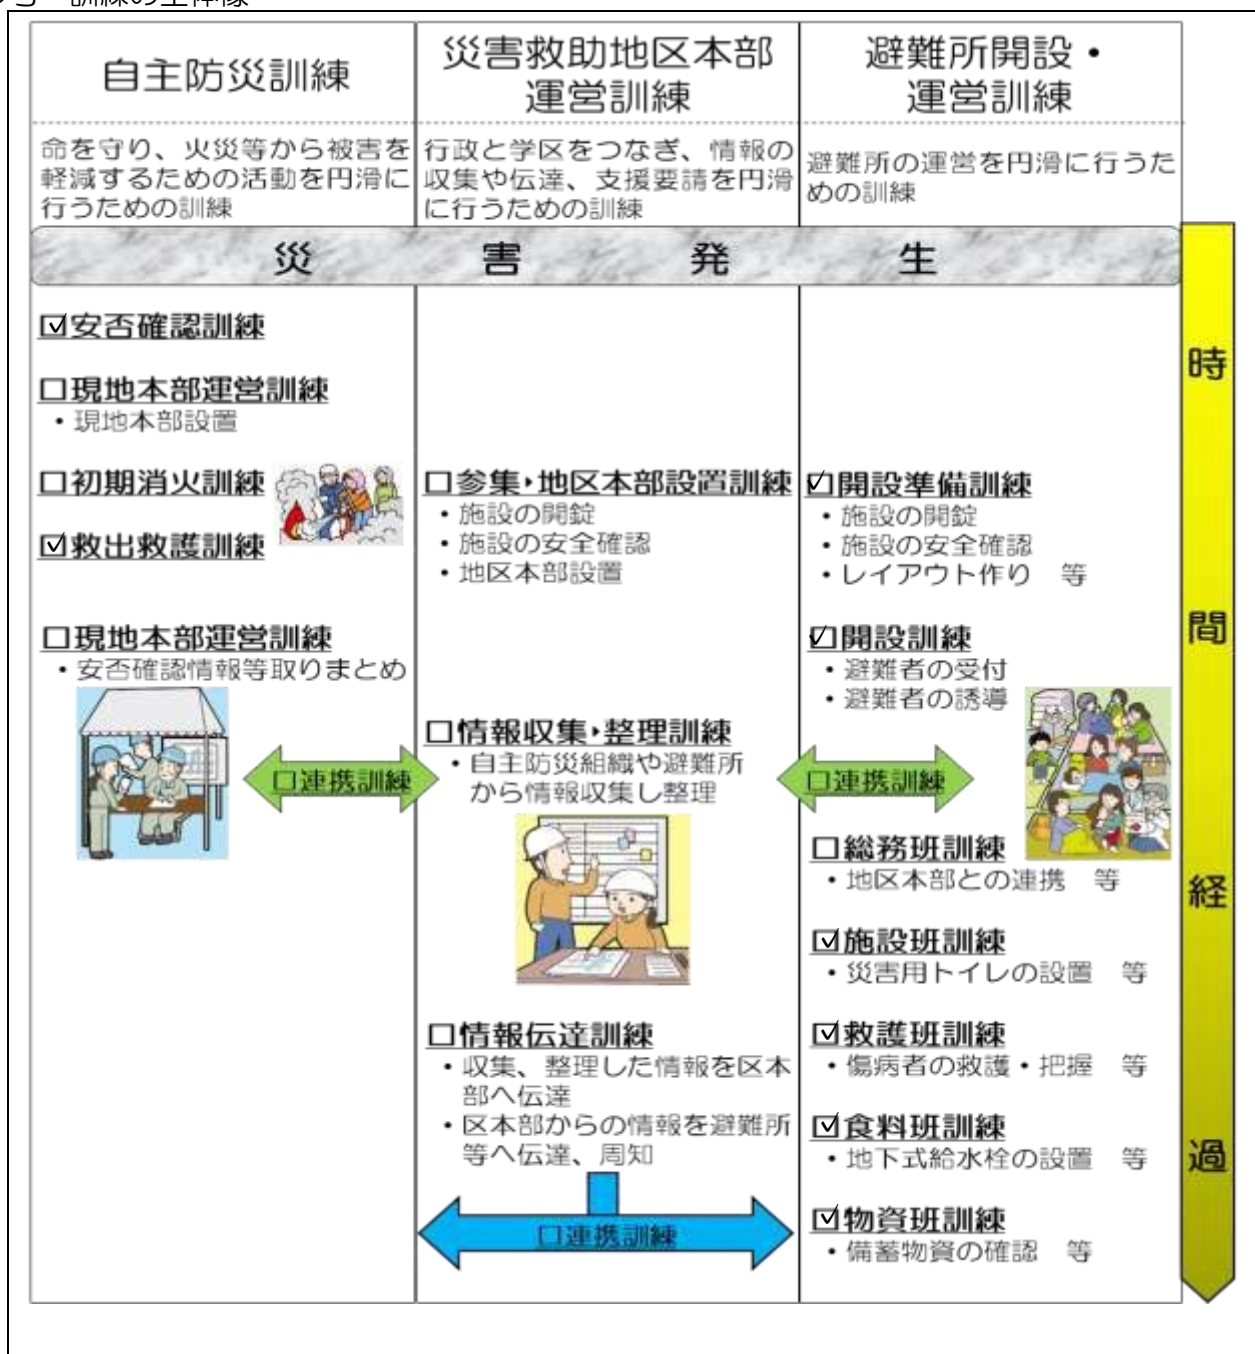 自主防災訓練
災害救助地区本部
運営訓練
避難所開設・
運営訓練
命を守り、火災等から被害を
軽減するための活動を円滑に
行うための訓練
行政と学区をつなぎ、情報の
収集や伝達、支援要請を円滑
に行うための訓練
避難所の運営を円滑に行うた
めの訓練
災害発生
時間経過
☑安否確認訓練
□現地本部運営訓練
・現地本部設置
□初期消火訓練
☑救出救護訓練
□現地本部運営訓練
・安否確認情報等取りまとめ
□連携訓練
□参集・地区本部設置訓練
・施設の開錠
・施設の安全確認
・地区本部設置
□情報収集・整理訓練
・自主防災組織や避難所
から情報収集し整理
□情報伝達訓練
・収集、整理した情報を区本
部へ伝達
・区本部からの情報を避難所
等へ伝達、周知
□連携訓練
☑開設準備訓練
・施設の開錠
・施設の安全確認
・レイアウト作り 等
☑開設訓練
・避難者の受付
・避難者の誘導
□連携訓練
□総務班訓練
・地区本部との連携 等
☑施設班訓練
・災害用トイレの設置 等
☑救護班訓練
・傷病者の救護・把握 等
☑食料班訓練
・地下式給水栓の設置 等
☑物資班訓練
・備蓄物資の確認 等